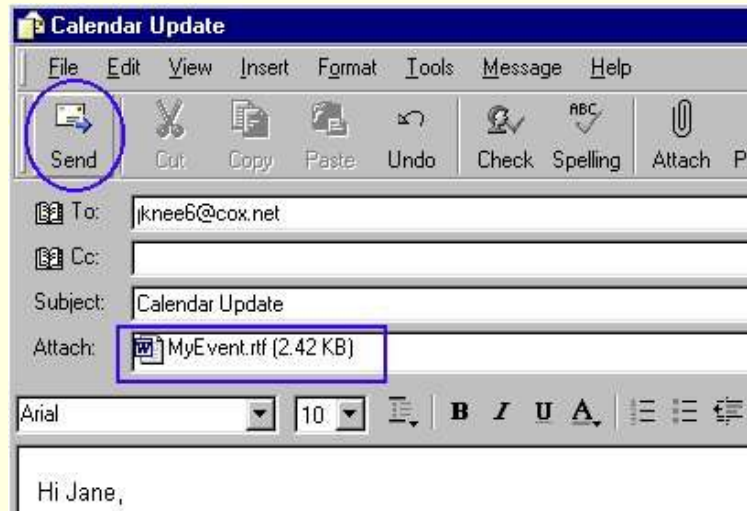 Calendar Update
File Edit View Insert Format Tools Message Help
ABC
Send Cut Copy Paste Undo Check Spelling Attach P
To: jknee6@cox.net
Cc:
Subject: Calendar Update
Attach: MyEvent.rtf (2.42 KB)
Arial 10 B I U A
Hi Jane,